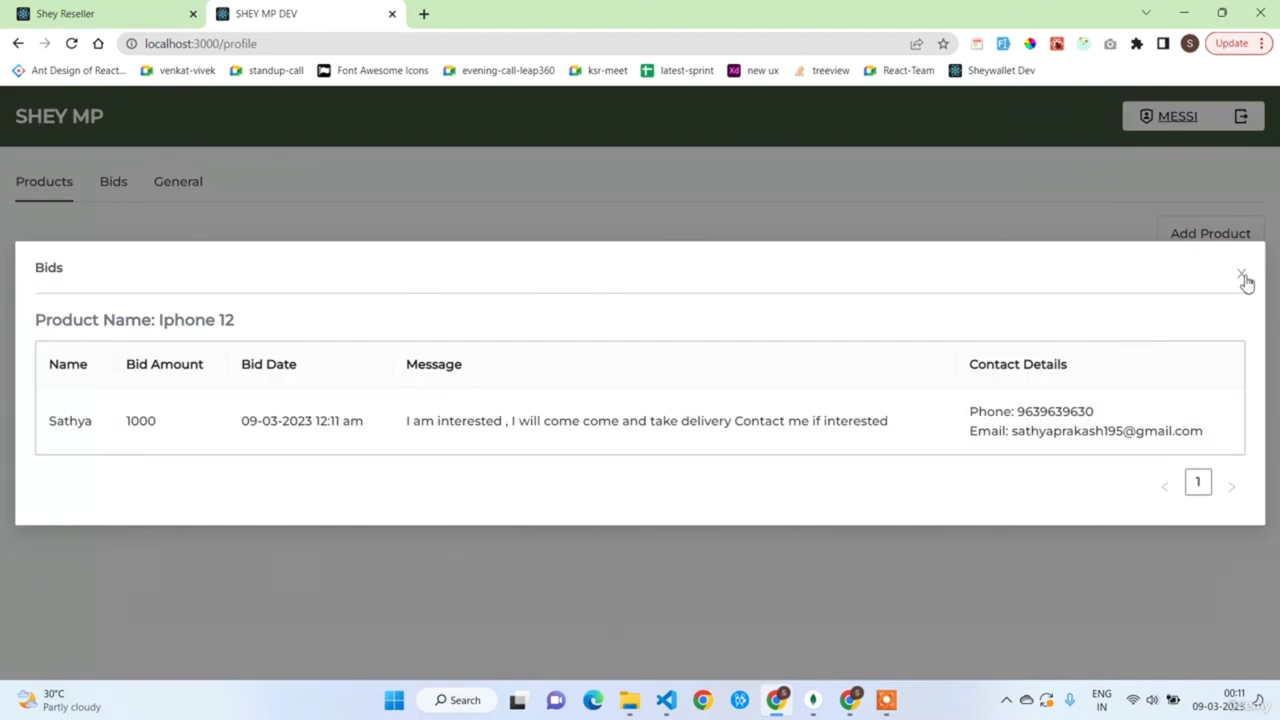 Shey Reseller
SHEY MP DEV
localhost:3000/profile
S
Update
Ant Design of React...
venkat-vivek
standup-call
Font Awesome Icons
evening-call-leap360
ksr-meet
latest-sprint
Xd new ux
treeview
React-Team
Sheywallet Dev
SHEY MP
MESSI
Products Bids General
Add Product
Bids
Product Name: Iphone 12
Name Bid Amount Bid Date Message Contact Details
Sathya 1000 09-03-2023 12:11 am I am interested , I will come come and take delivery Contact me if interested
Phone: 9639639630
Email: sathyaprakash195@gmail.com
< 1 >
30°C
Partly cloudy
Search
ENG
IN
00:11
09-03-2023